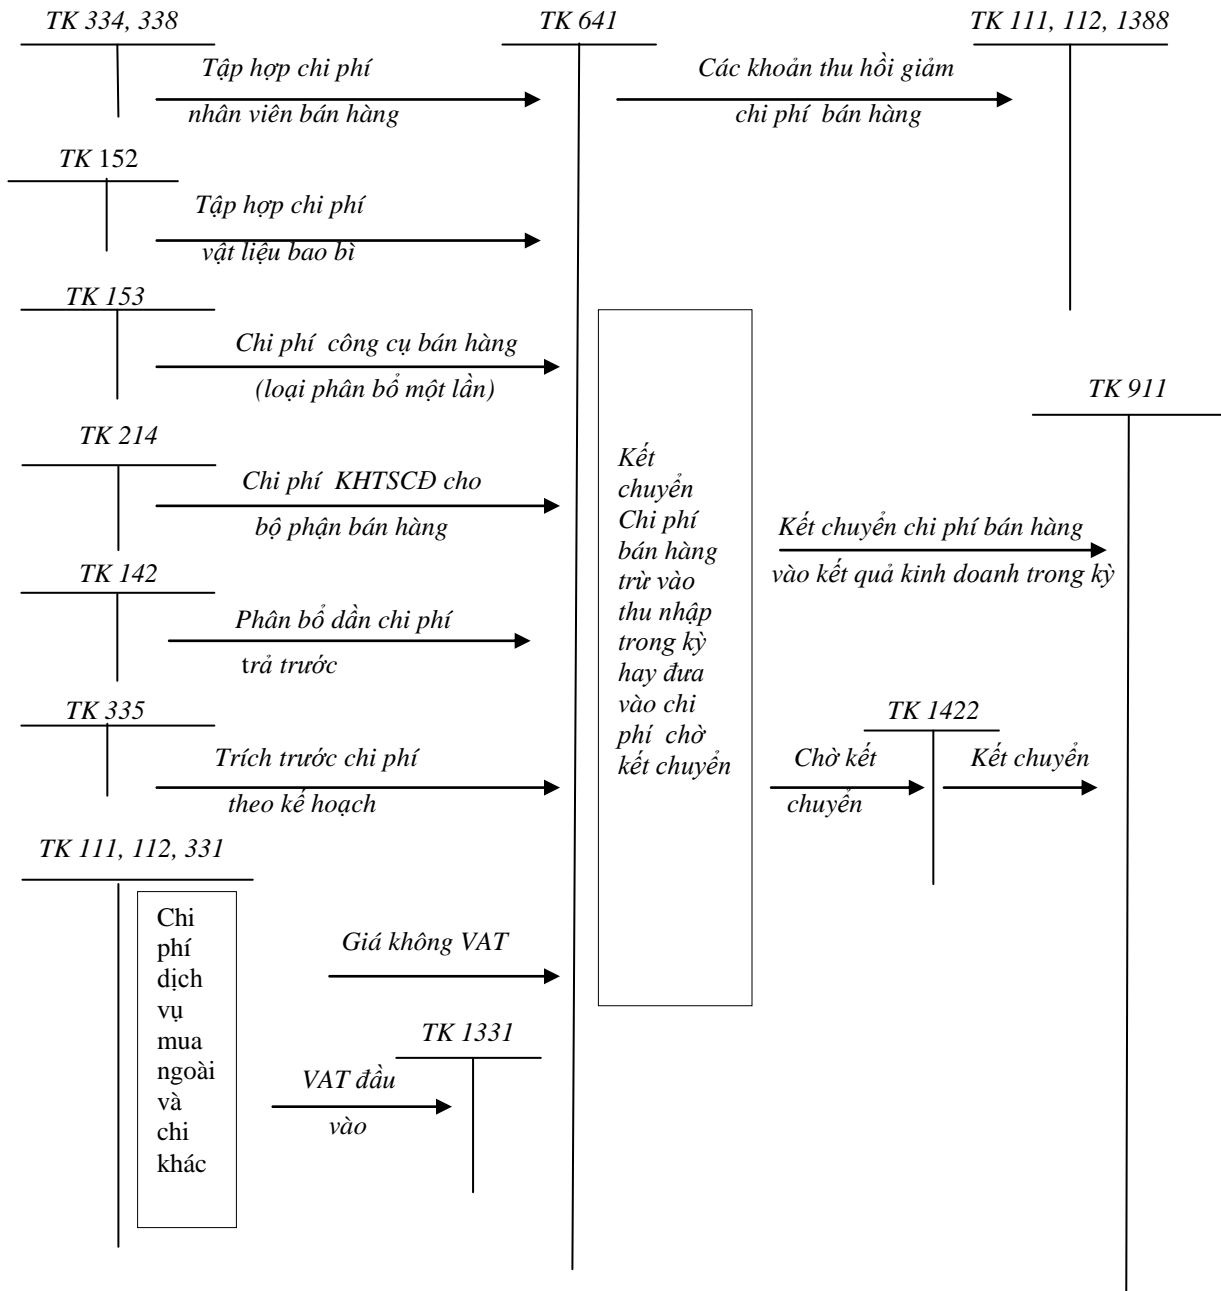 TK 334, 338
TK 641
TK 111, 112, 1388
Tập hợp chi phí
nhân viên bán hàng
Các khoản thu hồi giảm
chi phí bán hàng
TK 152
Tập hợp chi phí
vật liệu bao bì
TK 153
Chi phí công cụ bán hàng
(loại phân bổ một lần)
TK 911
TK 214
Chi phí KHTSCĐ cho
bộ phận bán hàng
Kết
chuyển
Chi phí
bán hàng
trừ vào
thu nhập
trong kỳ
hay đưa
vào chi
phí chờ
kết chuyển
Kết chuyển chi phí bán hàng
vào kết quả kinh doanh trong kỳ
TK 142
Phân bổ dần chi phí
trả trước
TK 335
Trích trước chi phí
theo kế hoạch
TK 1422
Chờ kết
chuyển
Kết chuyển
TK 111, 112, 331
Chi
phí
dịch
vụ
mua
ngoài
và
chi
khác
Giá không VAT
TK 1331
VAT đầu
vào